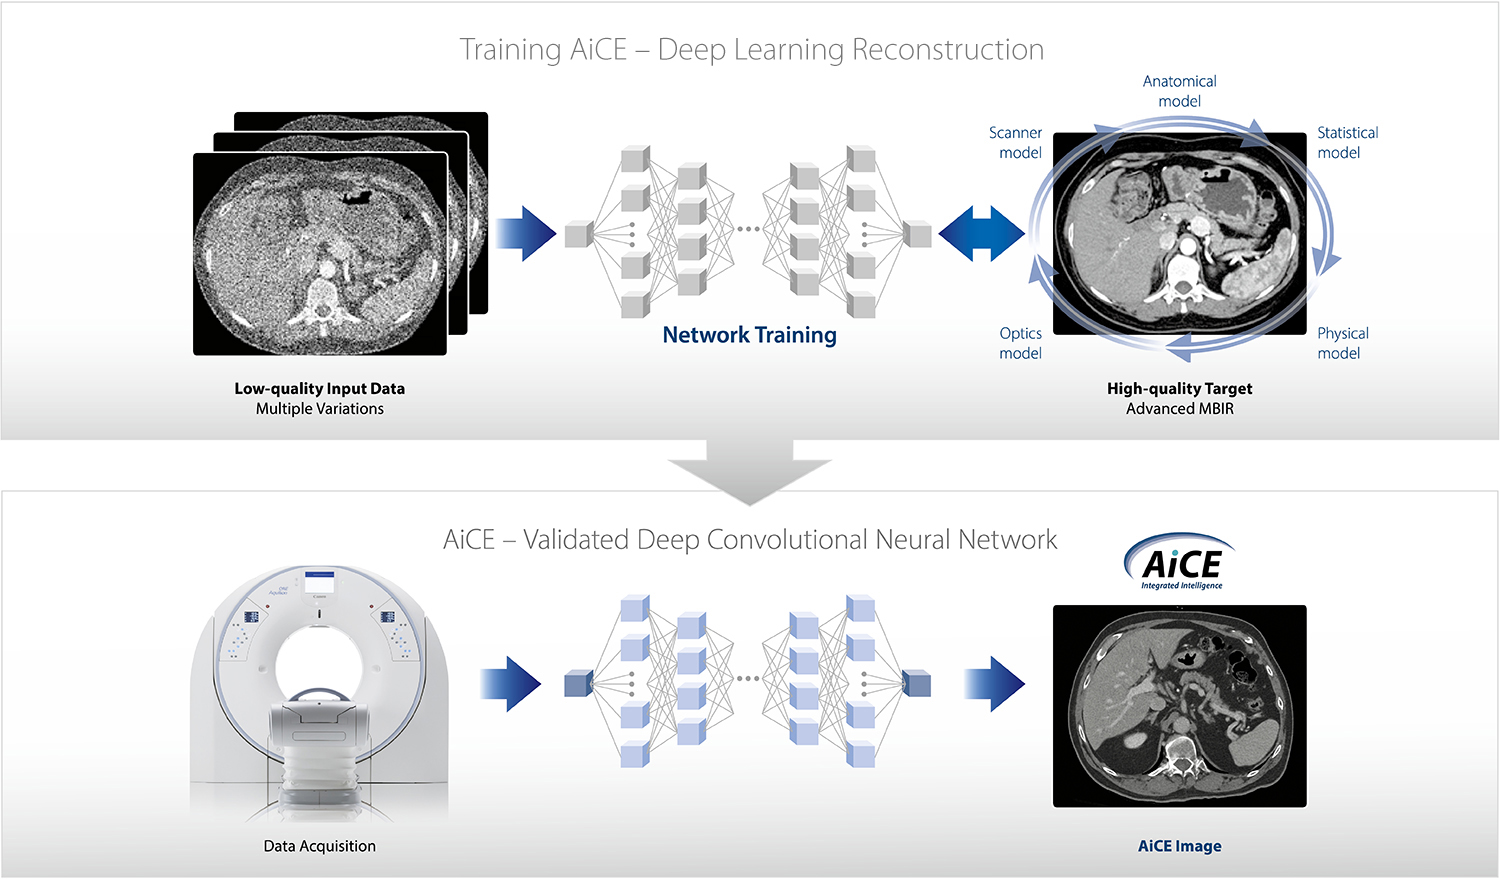 Training AiCE – Deep Learning Reconstruction
Anatomical
model
Scanner
model
Statistical
model
Optics
model
Physical
model
Network Training
Low-quality Input Data
Multiple Variations
High-quality Target
Advanced MBIR
AiCE – Validated Deep Convolutional Neural Network
AiCE
Integrated Intelligence
Canon
Data Acquisition
AiCE Image